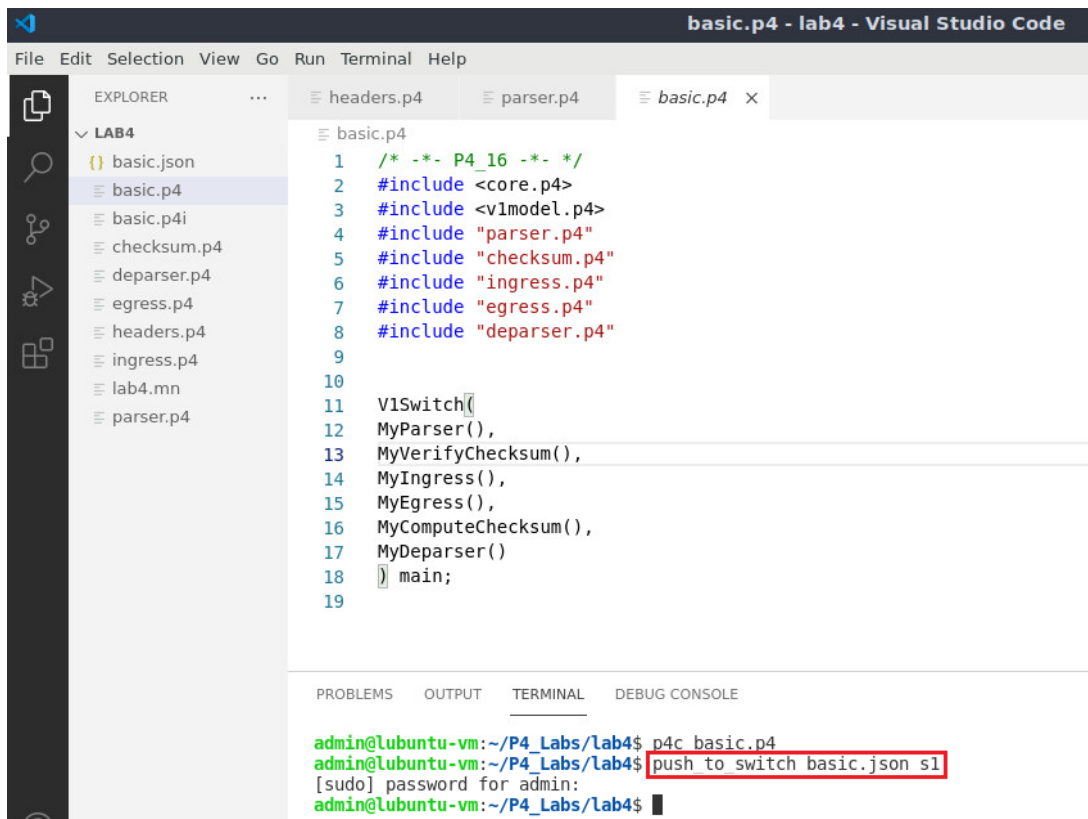 basic.p4 - lab4 - Visual Studio Code
File Edit Selection View Go Run Terminal Help
EXPLORER ...
LAB4
{} basic.json
basic.p4
basic.p4i
checksum.p4
deparser.p4
egress.p4
headers.p4
ingress.p4
lab4.mn
parser.p4
headers.p4 parser.p4 basic.p4 ×
basic.p4
1 /* -*- P4_16 -*- */
2 #include <core.p4>
3 #include <v1model.p4>
4 #include "parser.p4"
5 #include "checksum.p4"
6 #include "ingress.p4"
7 #include "egress.p4"
8 #include "deparser.p4"
9
10
11 V1Switch(
12 MyParser(),
13 MyVerifyChecksum(),
14 MyIngress(),
15 MyEgress(),
16 MyComputeChecksum(),
17 MyDeparser()
18 ) main;
19
PROBLEMS OUTPUT TERMINAL DEBUG CONSOLE
admin@lubuntu-vm:~/P4_Labs/lab4$ p4c basic.p4
admin@lubuntu-vm:~/P4_Labs/lab4$ push_to_switch basic.json s1
[sudo] password for admin:
admin@lubuntu-vm:~/P4_Labs/lab4$